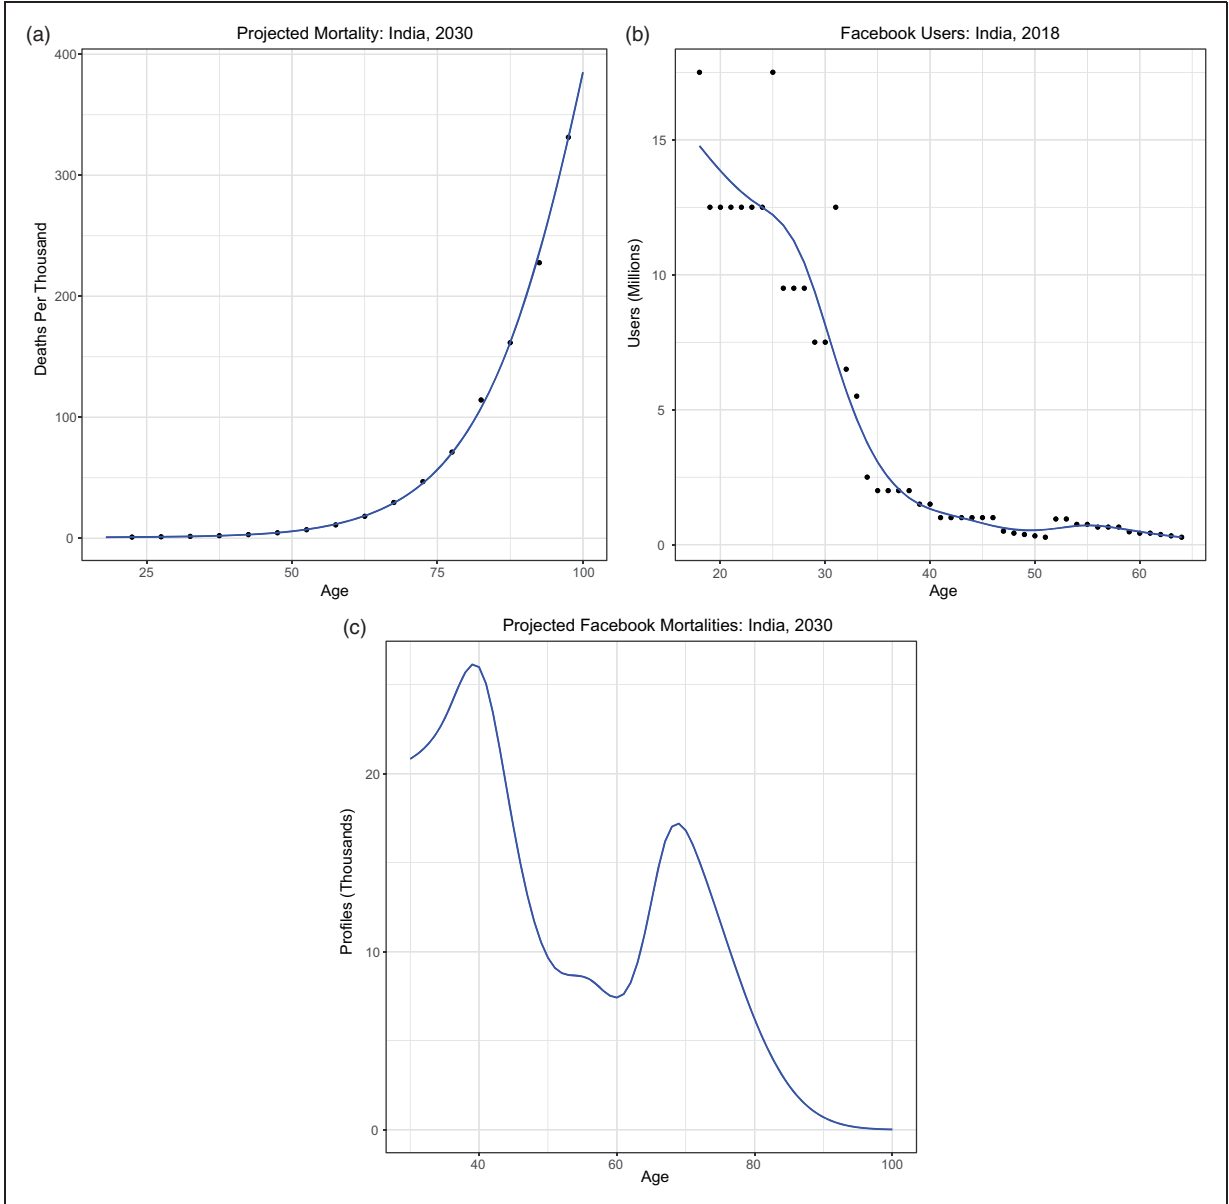 (a)
Projected Mortality: India, 2030
400
300
200
100
0
Deaths Per Thousand
25 50 75 100
Age
(b)
Facebook Users: India, 2018
15
10
5
0
Users (Millions)
20 30 40 50 60
Age
(c)
Projected Facebook Mortalities: India, 2030
20
10
0
Profiles (Thousands)
40 60 80 100
Age